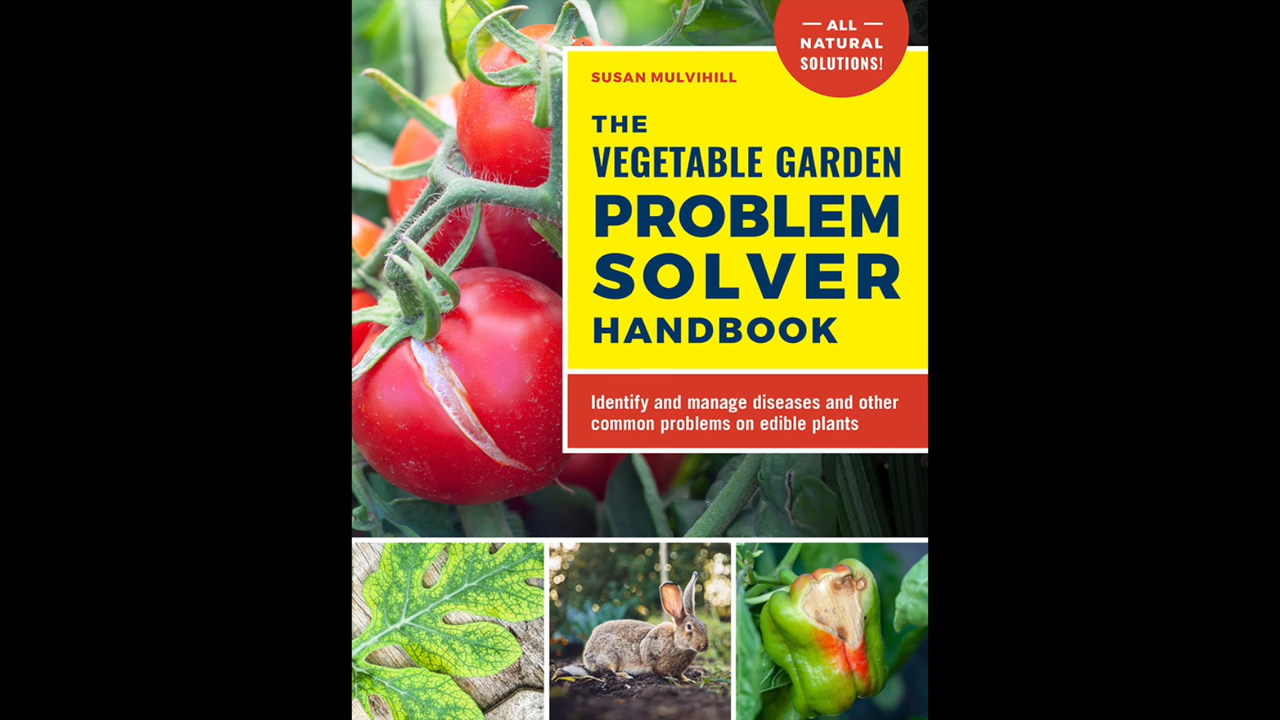 — ALL —
NATURAL
SOLUTIONS!
SUSAN MULVIHILL
THE
VEGETABLE GARDEN
PROBLEM
SOLVER
HANDBOOK
Identify and manage diseases and other
common problems on edible plants